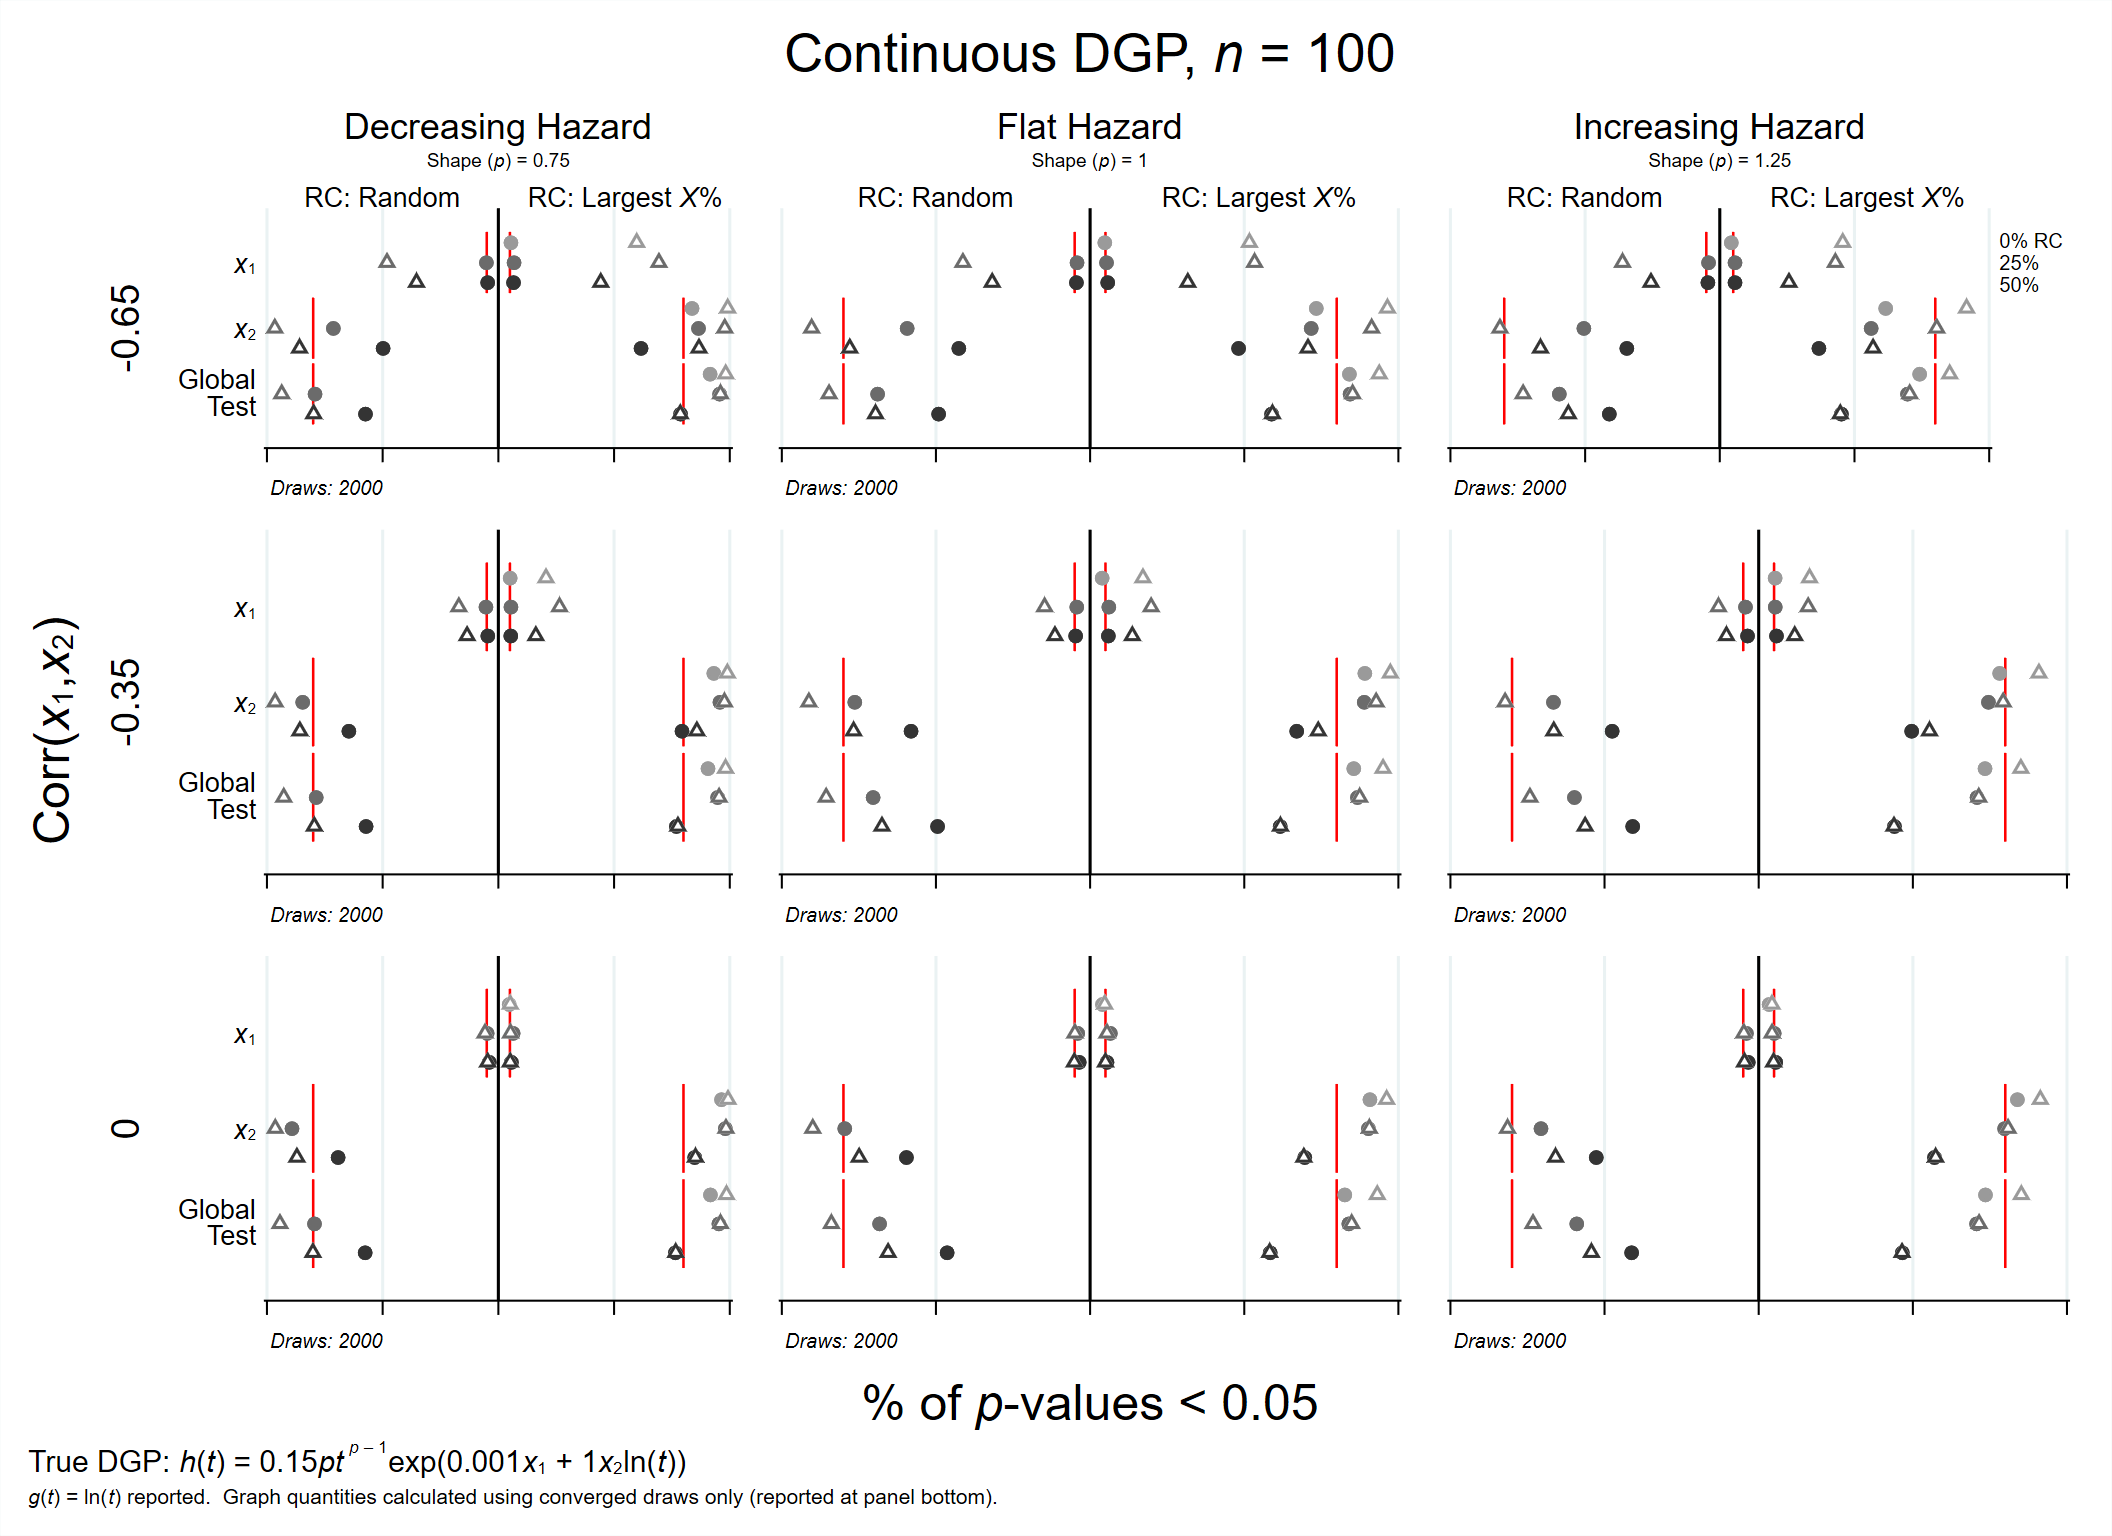 Continuous DGP, n = 100
Decreasing Hazard
Flat Hazard
Increasing Hazard
Shape (p) = 0.75
Shape (p) = 1
Shape (p) = 1.25
RC: Random
RC: Largest X%
RC: Random
RC: Largest X%
RC: Random
RC: Largest X%
0% RC
25%
50%
Corr(x1,x2)
-0.65
x1
x2
Global
Test
Draws: 2000
Draws: 2000
Draws: 2000
-0.35
x1
x2
Global
Test
Draws: 2000
Draws: 2000
Draws: 2000
0
x1
x2
Global
Test
Draws: 2000
Draws: 2000
Draws: 2000
% of p-values < 0.05
True DGP: h(t) = 0.15pt^(p − 1) exp(0.001x1 + 1x2ln(t))
g(t) = ln(t) reported.  Graph quantities calculated using converged draws only (reported at panel bottom).